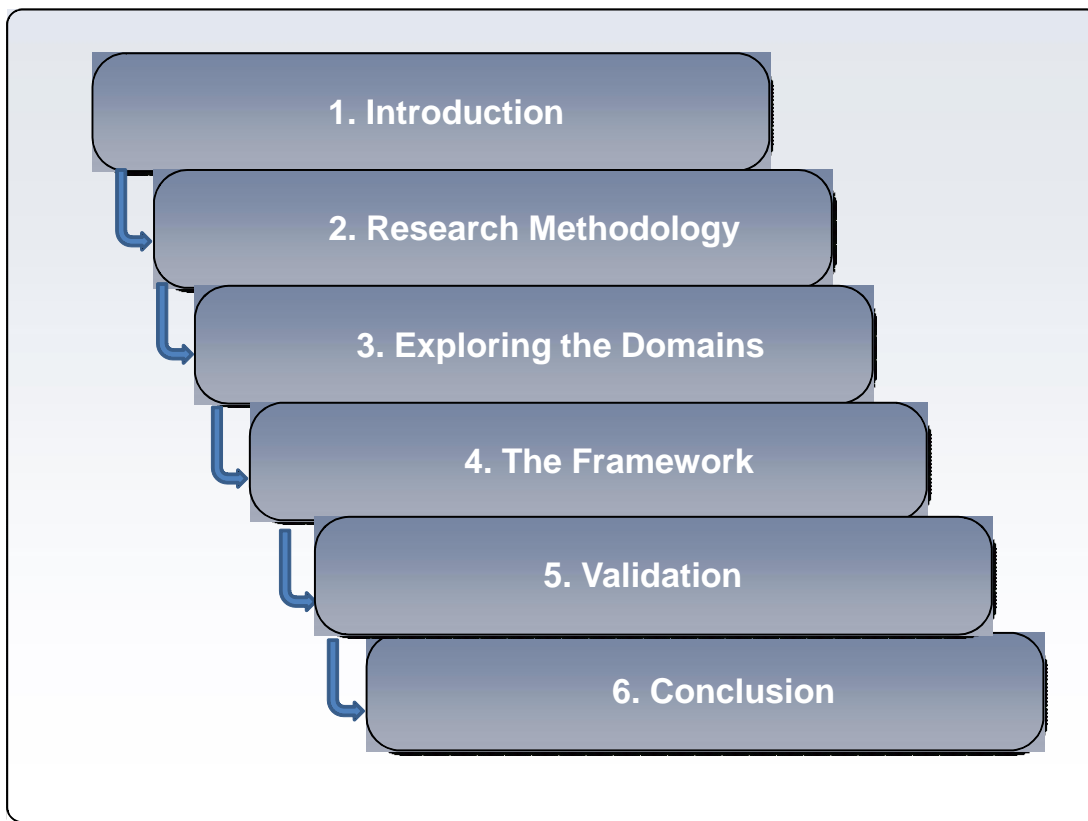 1. Introduction
2. Research Methodology
3. Exploring the Domains
4. The Framework
5. Validation
6. Conclusion